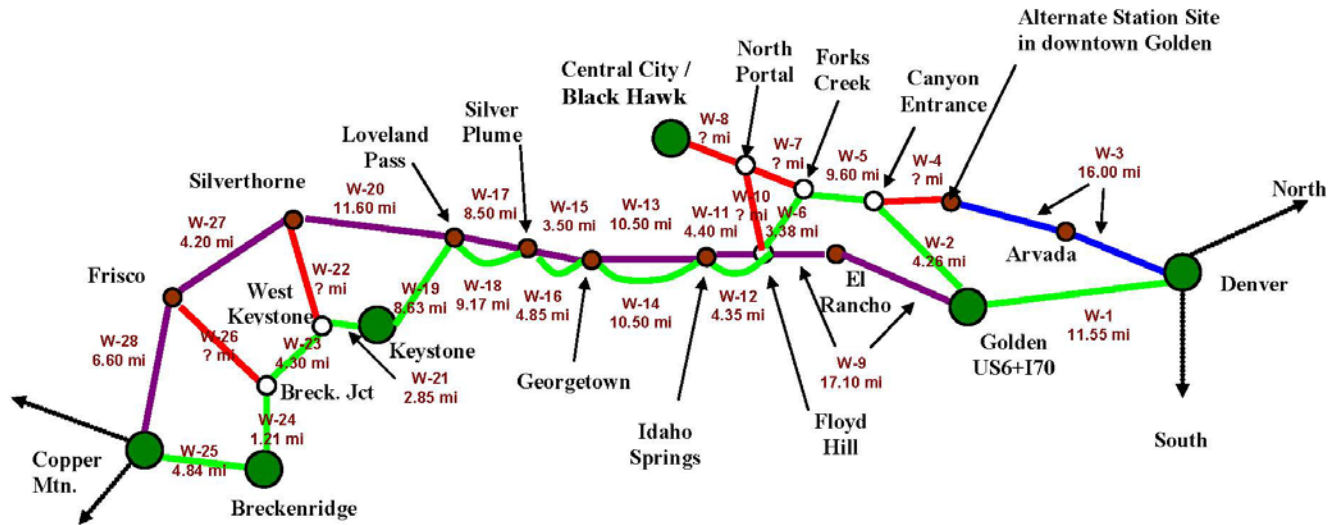 Alternate Station Site
in downtown Golden
North
Portal
Forks
Creek
Canyon
Entrance
Central City /
Black Hawk
Silver
Plume
Loveland
Pass
Silverthorne
Frisco
West
Keystone
Keystone
Breck. Jct
Copper
Mtn.
Breckenridge
Georgetown
Idaho
Springs
Floyd
Hill
El
Rancho
Golden
US6+I70
Arvada
Denver
North
South
W-8
? mi
W-7
? mi
W-5
9.60 mi
W-4
? mi
W-3
16.00 mi
W-20
11.60 mi
W-17
8.50 mi
W-15
3.50 mi
W-13
10.50 mi
W-11
4.40 mi
W-10
? mi
W-6
3.38 mi
W-2
4.26 mi
W-27
4.20 mi
W-22
? mi
W-19
8.63 mi
W-18
9.17 mi
W-16
4.85 mi
W-14
10.50 mi
W-12
4.35 mi
W-9
17.10 mi
W-1
11.55 mi
W-28
6.60 mi
W-26
? mi
W-23
4.30 mi
W-21
2.85 mi
W-24
1.21 mi
W-25
4.84 mi